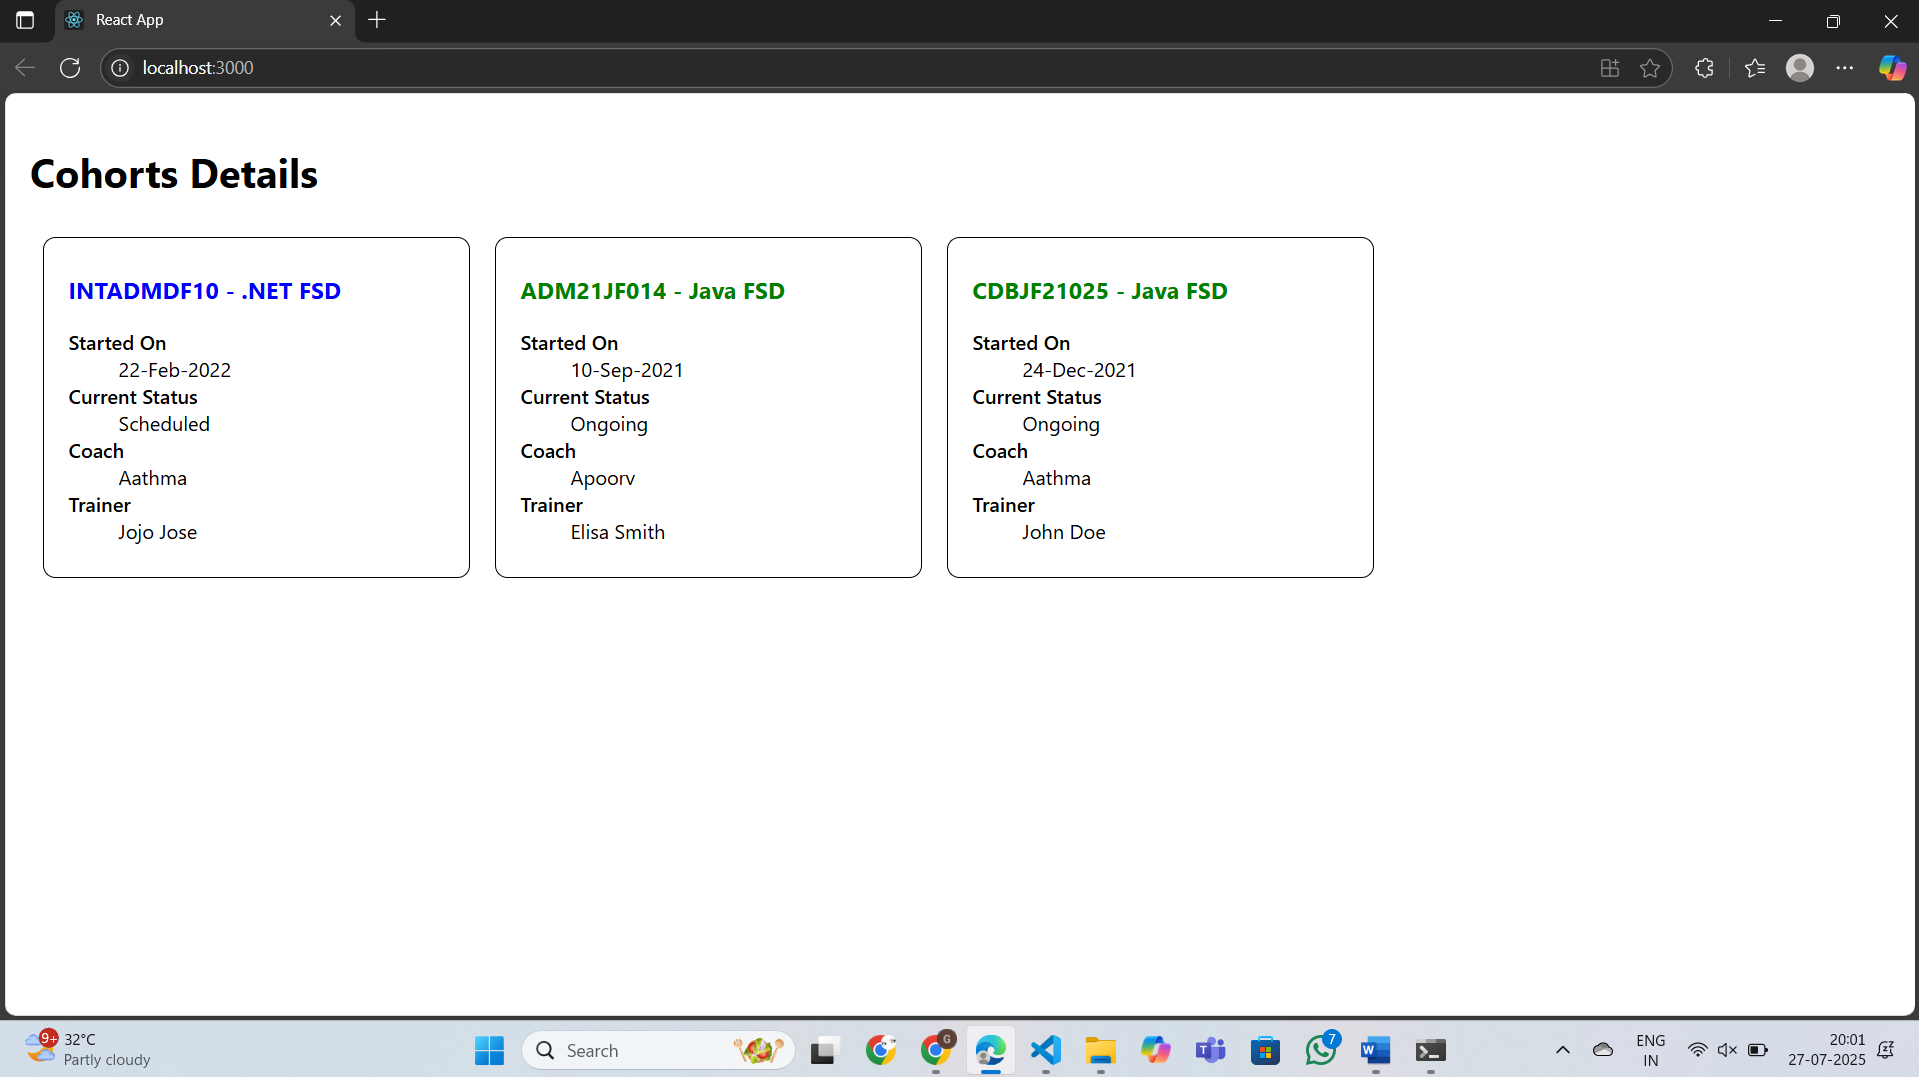 React App
localhost:3000
Cohorts Details
INTADMDF10 - .NET FSD
Started On
22-Feb-2022
Current Status
Scheduled
Coach
Aathma
Trainer
Jojo Jose
ADM21JF014 - Java FSD
Started On
10-Sep-2021
Current Status
Ongoing
Coach
Apoorv
Trainer
Elisa Smith
CDBJF21025 - Java FSD
Started On
24-Dec-2021
Current Status
Ongoing
Coach
Aathma
Trainer
John Doe
9+
32°C
Partly cloudy
Search
G
7
ENG
IN
20:01
27-07-2025